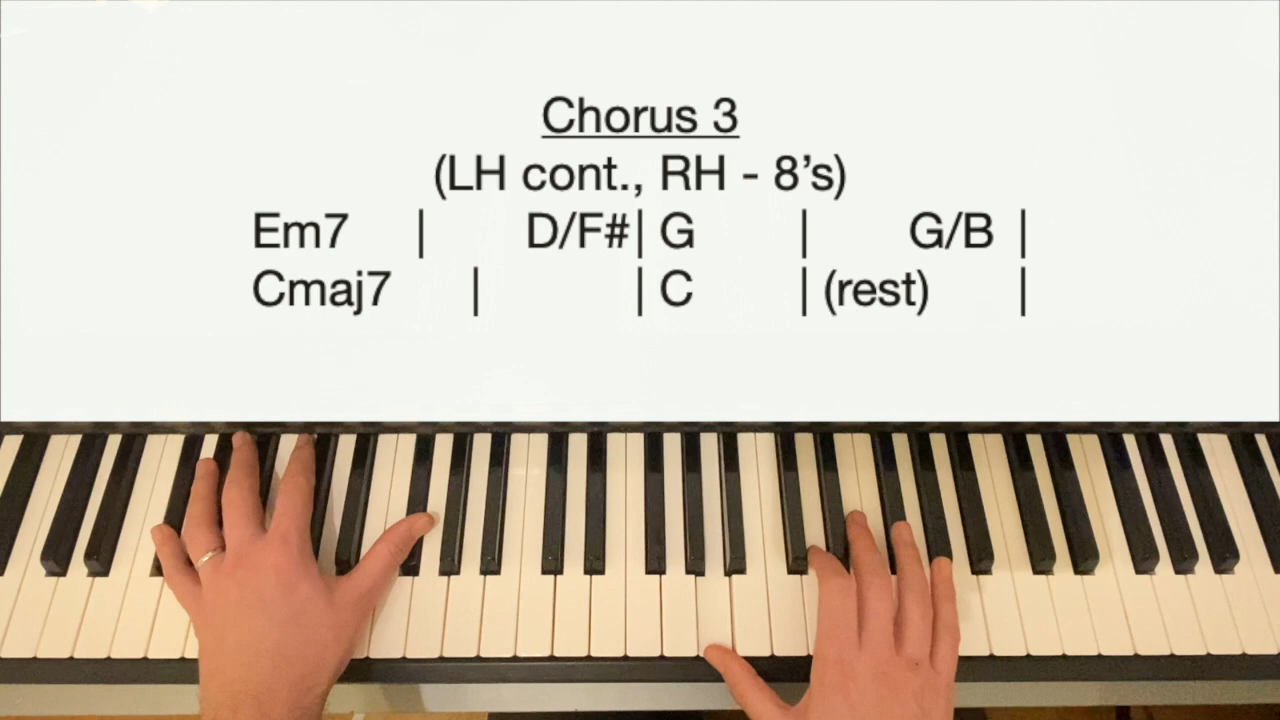 Chorus 3
(LH cont., RH - 8’s)
Em7 | D/F#| G | G/B |
Cmaj7 | | C | (rest) |